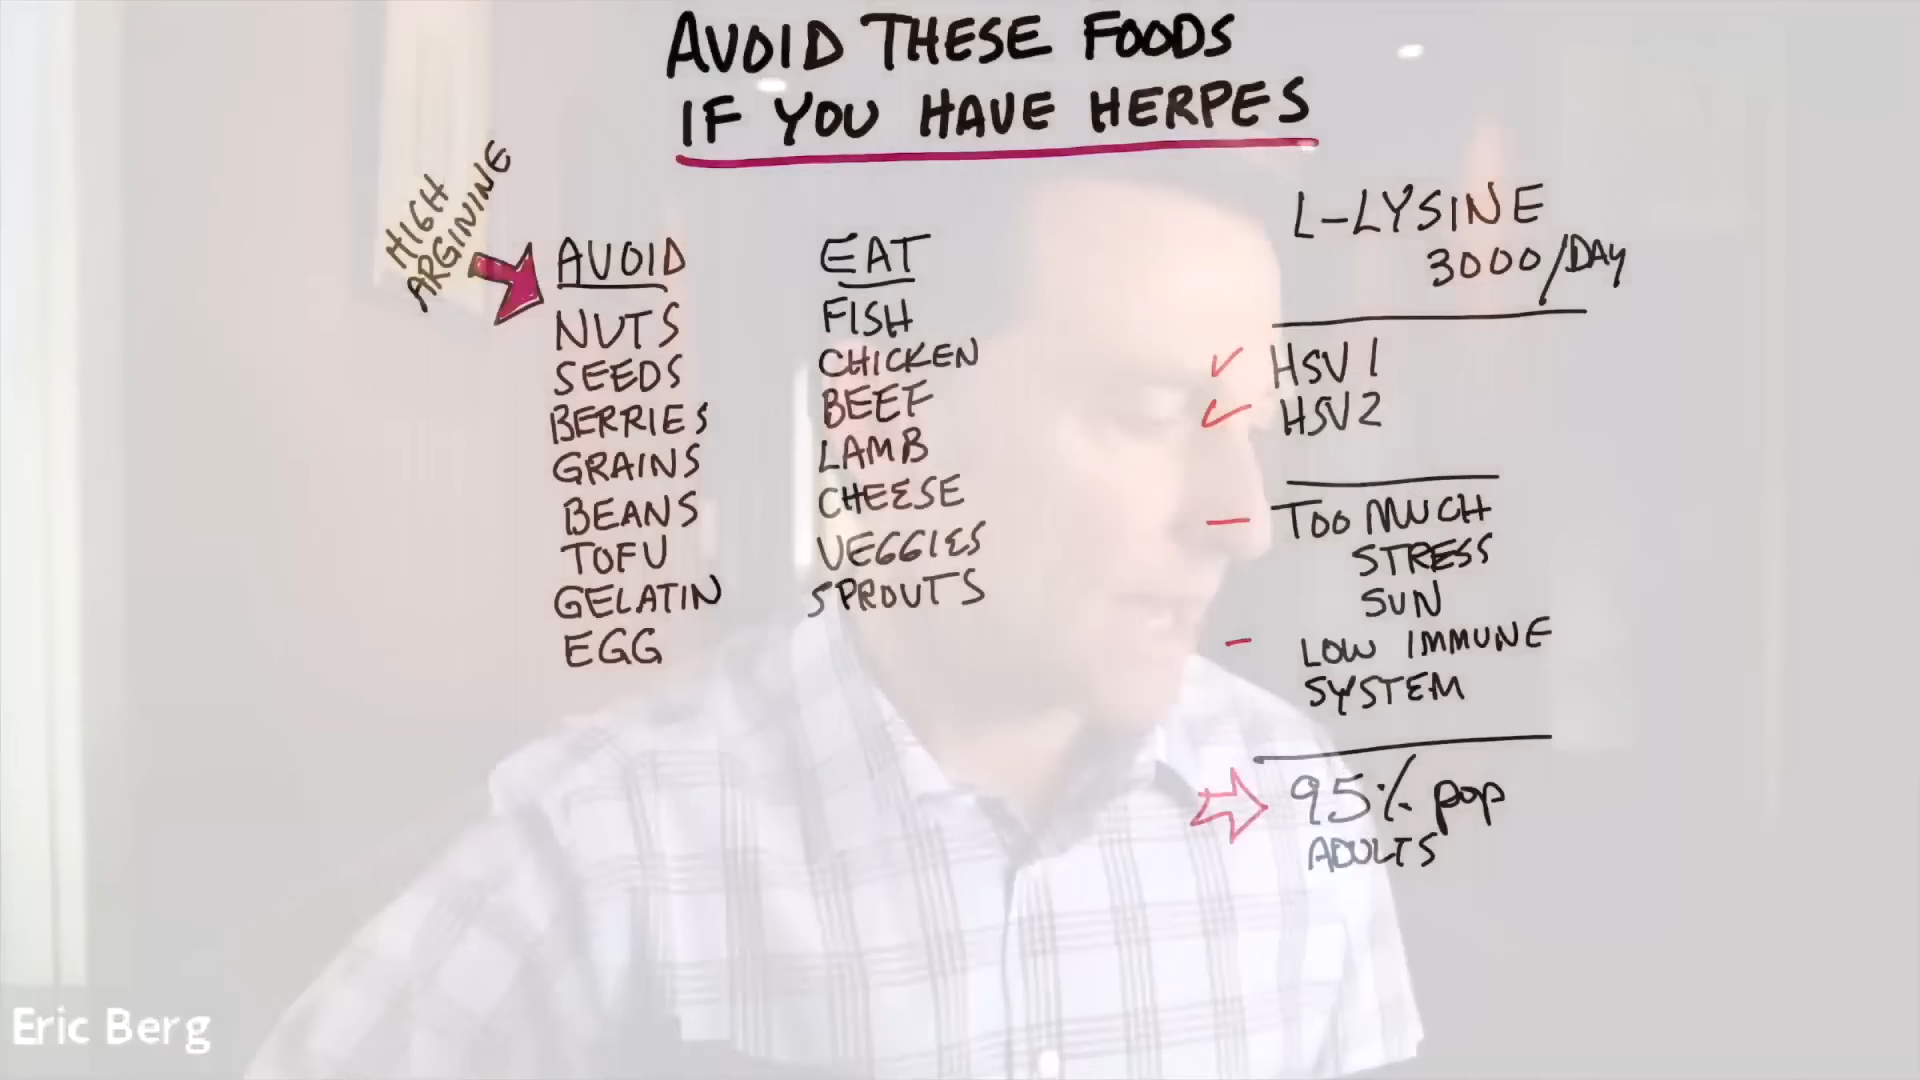 AVOID THESE FOODS
IF YOU HAVE HERPES
HIGH
ARGININE
AVOID
NUTS
SEEDS
BERRIES
GRAINS
BEANS
TOFU
GELATIN
EGG
EAT
FISH
CHICKEN
BEEF
LAMB
CHEESE
VEGGIES
SPROUTS
L-LYSINE
3000/DAY
HSV 1
HSV2
TOO MUCH
STRESS
SUN
LOW IMMUNE
SYSTEM
95% pop
ADULTS
Eric Berg